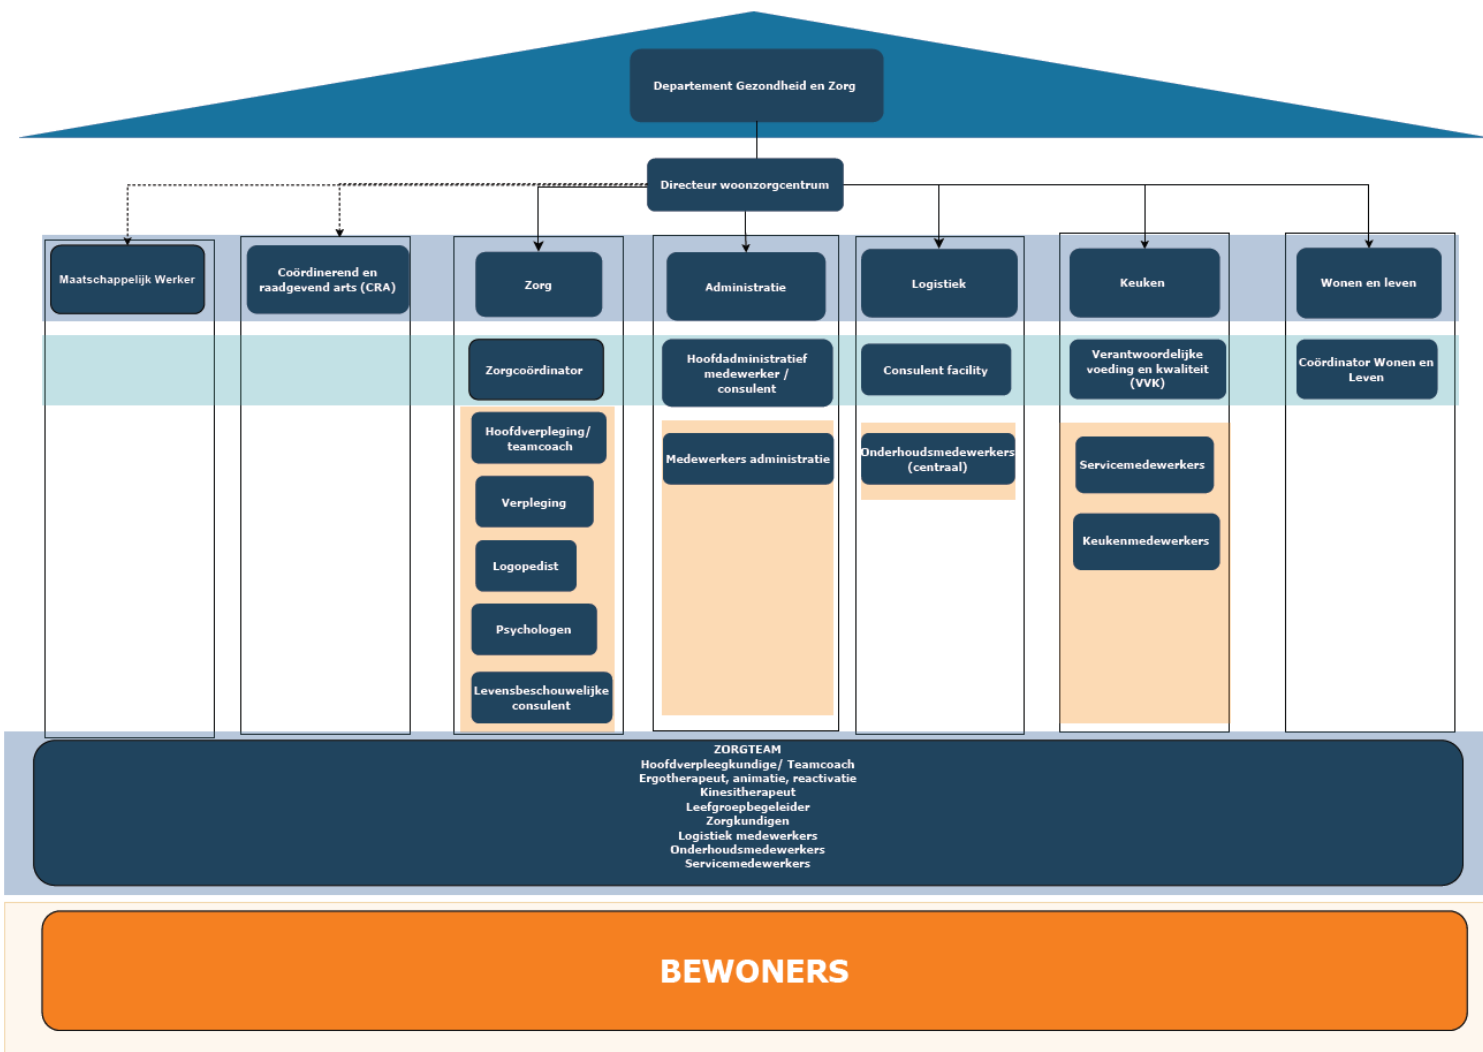 Departement Gezondheid en Zorg
Directeur woonzorgcentrum
Maatschappelijk Werker
Coördinerend en
raadgevend arts (CRA)
Zorg
Administratie
Logistiek
Keuken
Wonen en leven
Zorgcoördinator
Hoofdadministratief
medewerker /
consulent
Consulent facility
Verantwoordelijke
voeding en kwaliteit
(VVK)
Coördinator Wonen en
Leven
Hoofdverpleging/
teamcoach
Verpleging
Logopedist
Psychologen
Levensbeschouwelijke
consulent
Medewerkers administratie
Onderhoudsmedewerkers
(centraal)
Servicemedewerkers
Keukenmedewerkers
ZORGTEAM
Hoofdverpleegkundige/ Teamcoach
Ergotherapeut, animatie, reactivatie
Kinesitherapeut
Leefgroepbegeleider
Zorgkundigen
Logistiek medewerkers
Onderhoudsmedewerkers
Servicemedewerkers
BEWONERS